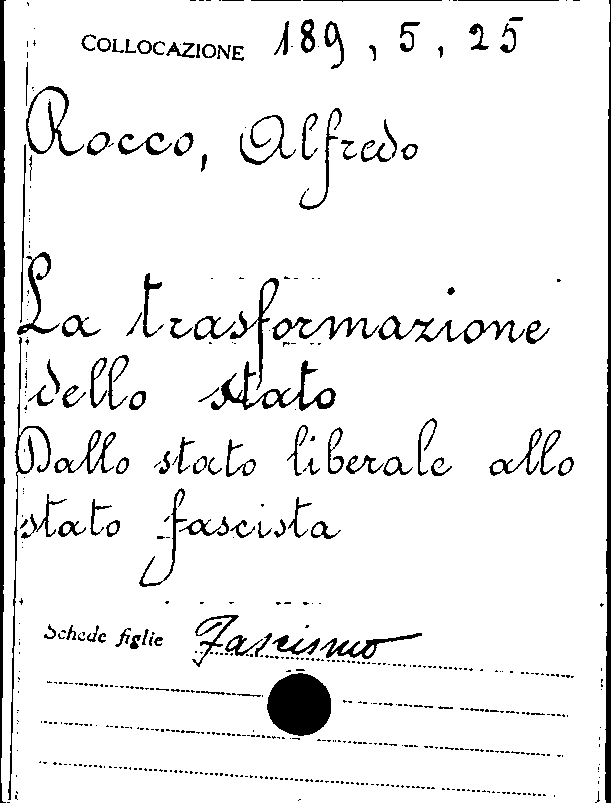 COLLOCAZIONE 189, 5, 25
Rocco, Alfredo
La trasformazione
dello stato
Dallo stato liberale allo
stato fascista
Schede figlie Fascismo